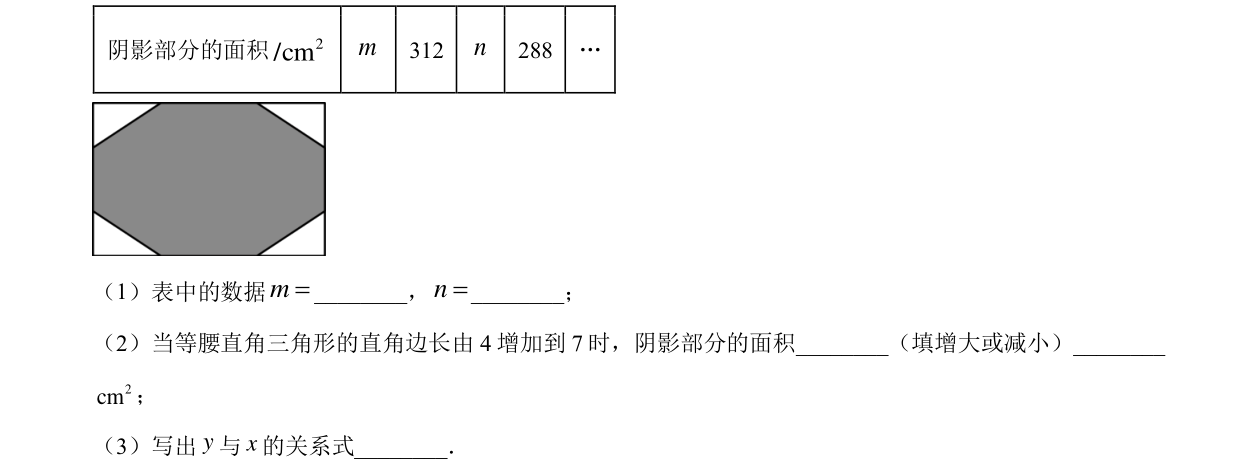 阴影部分的面积/cm² m 312 n 288 …
（1）表中的数据m=________，n=________；
（2）当等腰直角三角形的直角边长由 4 增加到 7 时，阴影部分的面积________（填增大或减小）________
cm²；
（3）写出 y 与 x 的关系式________．